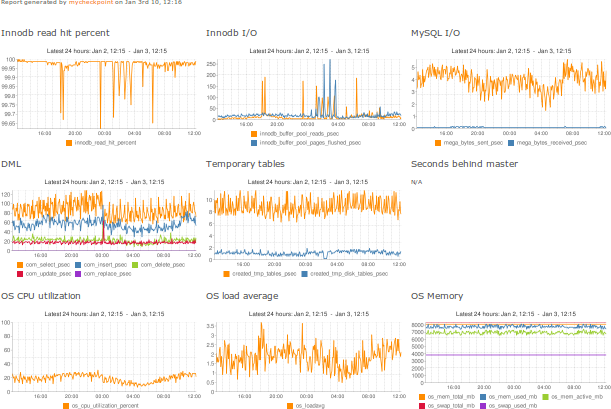 Report generated by mycheckpoint on Jan 3rd 10, 12:16
Innodb read hit percent Innodb I/O MySQL I/O
Latest 24 hours: Jan 2, 12:15 - Jan 3, 12:15 Latest 24 hours: Jan 2, 12:15 - Jan 3, 12:15 Latest 24 hours: Jan 2, 12:15 - Jan 3, 12:15
100
99.95
99.9
99.85
99.8
99.75
99.7
99.65
16:00 20:00 00:00 04:00 08:00 12:00
innodb_read_hit_percent
250
200
150
100
50
0
16:00 20:00 00:00 04:00 08:00 12:00
innodb_buffer_pool_reads_psec
innodb_buffer_pool_pages_flushed_psec
5
4
3
2
1
0
16:00 20:00 00:00 04:00 08:00 12:00
mega_bytes_sent_psec mega_bytes_received_psec
DML Temporary tables Seconds behind master
Latest 24 hours: Jan 2, 12:15 - Jan 3, 12:15 Latest 24 hours: Jan 2, 12:15 - Jan 3, 12:15 N/A
120
100
80
60
40
20
0
16:00 20:00 00:00 04:00 08:00 12:00
com_select_psec com_insert_psec com_delete_psec
com_update_psec com_replace_psec
10
8
6
4
2
0
16:00 20:00 00:00 04:00 08:00 12:00
created_tmp_tables_psec created_tmp_disk_tables_psec
OS CPU utilization OS load average OS Memory
Latest 24 hours: Jan 2, 12:15 - Jan 3, 12:15 Latest 24 hours: Jan 2, 12:15 - Jan 3, 12:15 Latest 24 hours: Jan 2, 12:15 - Jan 3, 12:15
100
80
60
40
20
0
16:00 20:00 00:00 04:00 08:00 12:00
os_cpu_utilization_percent
3.5
3
2.5
2
1.5
1
0.5
0
16:00 20:00 00:00 04:00 08:00 12:00
os_loadavg
8000
7000
6000
5000
4000
3000
2000
1000
0
16:00 20:00 00:00 04:00 08:00 12:00
os_mem_total_mb os_mem_used_mb os_mem_active_mb
os_swap_total_mb os_swap_used_mb